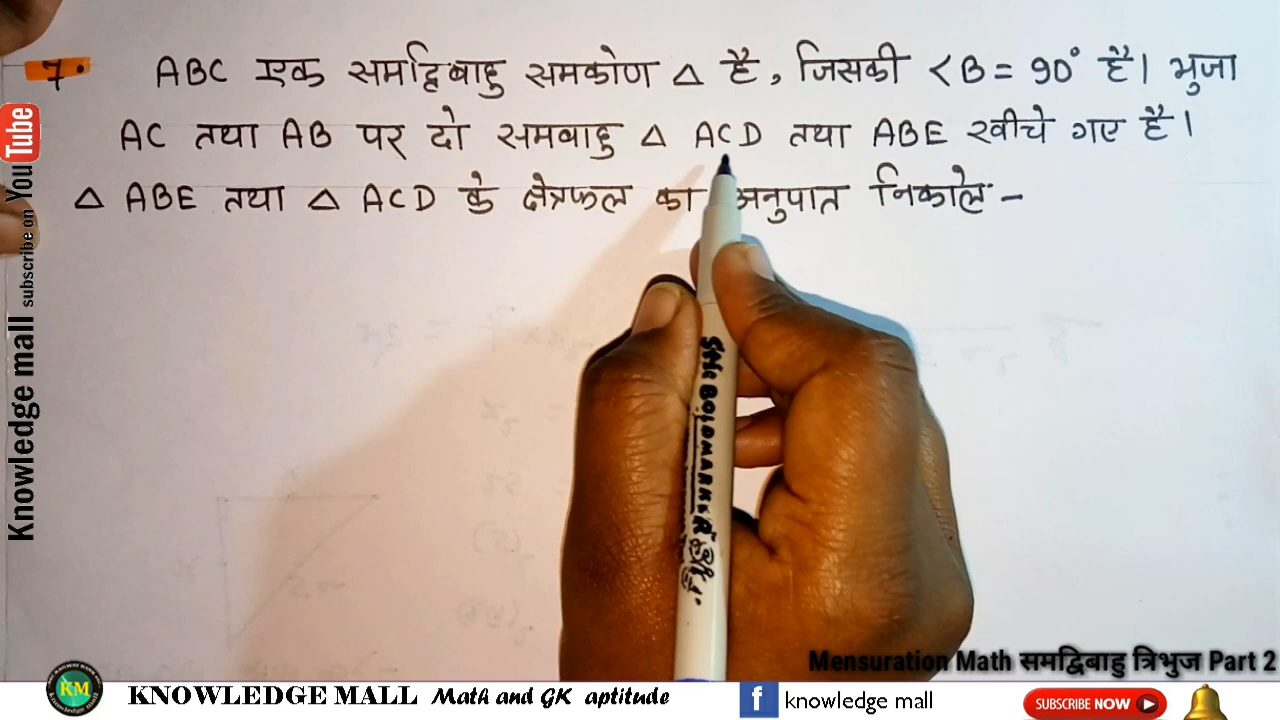 7. ABC एक समद्विबाहु समकोण △ है, जिसकी <B = 90° है। भुजा
AC तथा AB पर दो समबाहु △ ACD तथा ABE खीचे गए है।
△ ABE तथा △ ACD के क्षेत्रफल का अनुपात निकाले -
Knowledge mall subscribe on YouTube
Mensuration Math समद्विबाहु त्रिभुज Part 2
KM
KNOWLEDGE MALL Math and GK aptitude
f knowledge mall
SUBSCRIBE NOW